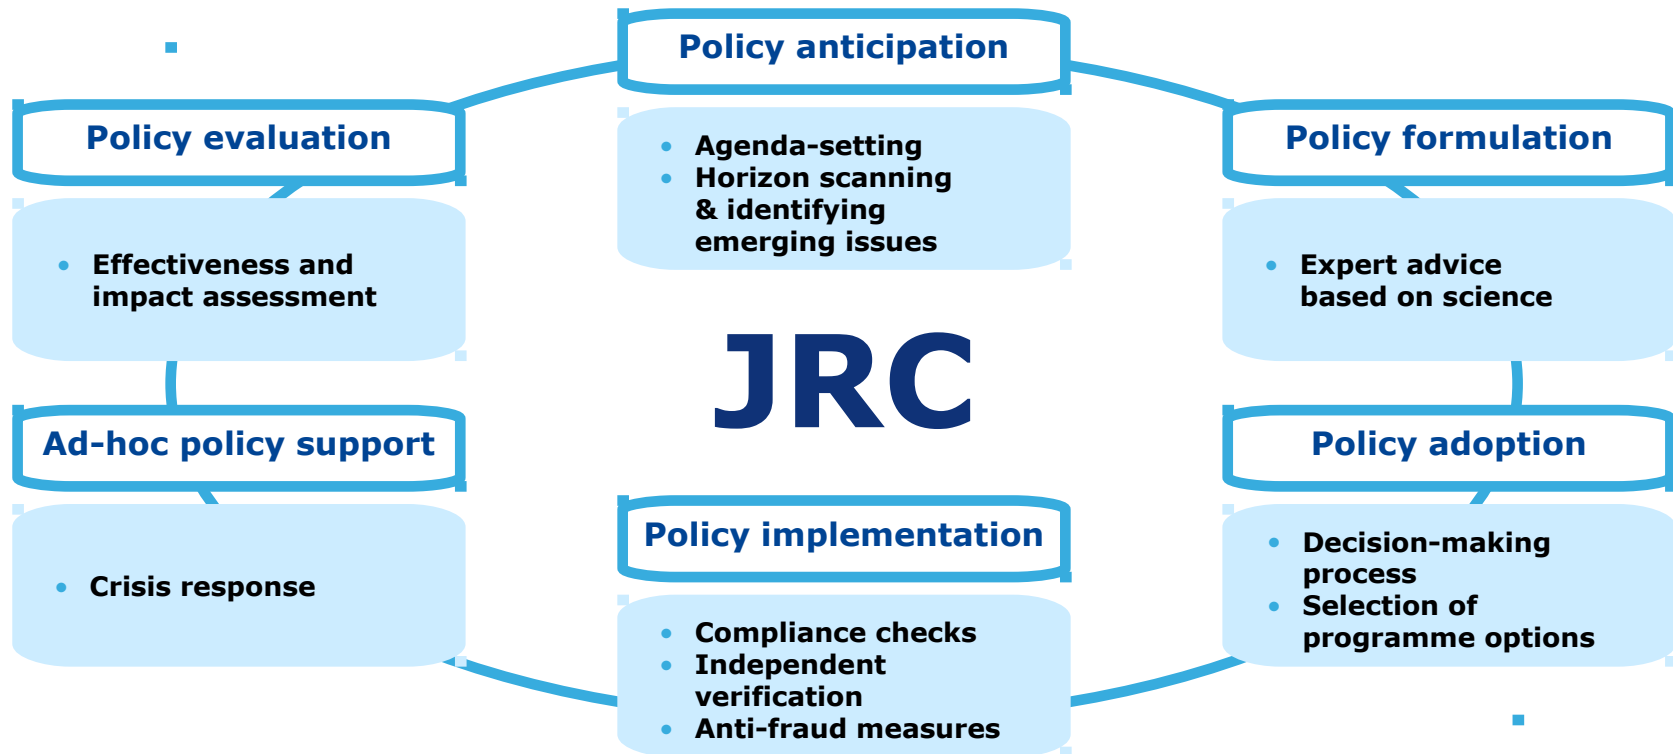 Policy anticipation
• Agenda-setting
• Horizon scanning
& identifying
emerging issues
Policy evaluation
• Effectiveness and
impact assessment
Policy formulation
• Expert advice
based on science
JRC
Ad-hoc policy support
• Crisis response
Policy adoption
• Decision-making
process
• Selection of
programme options
Policy implementation
• Compliance checks
• Independent
verification
• Anti-fraud measures